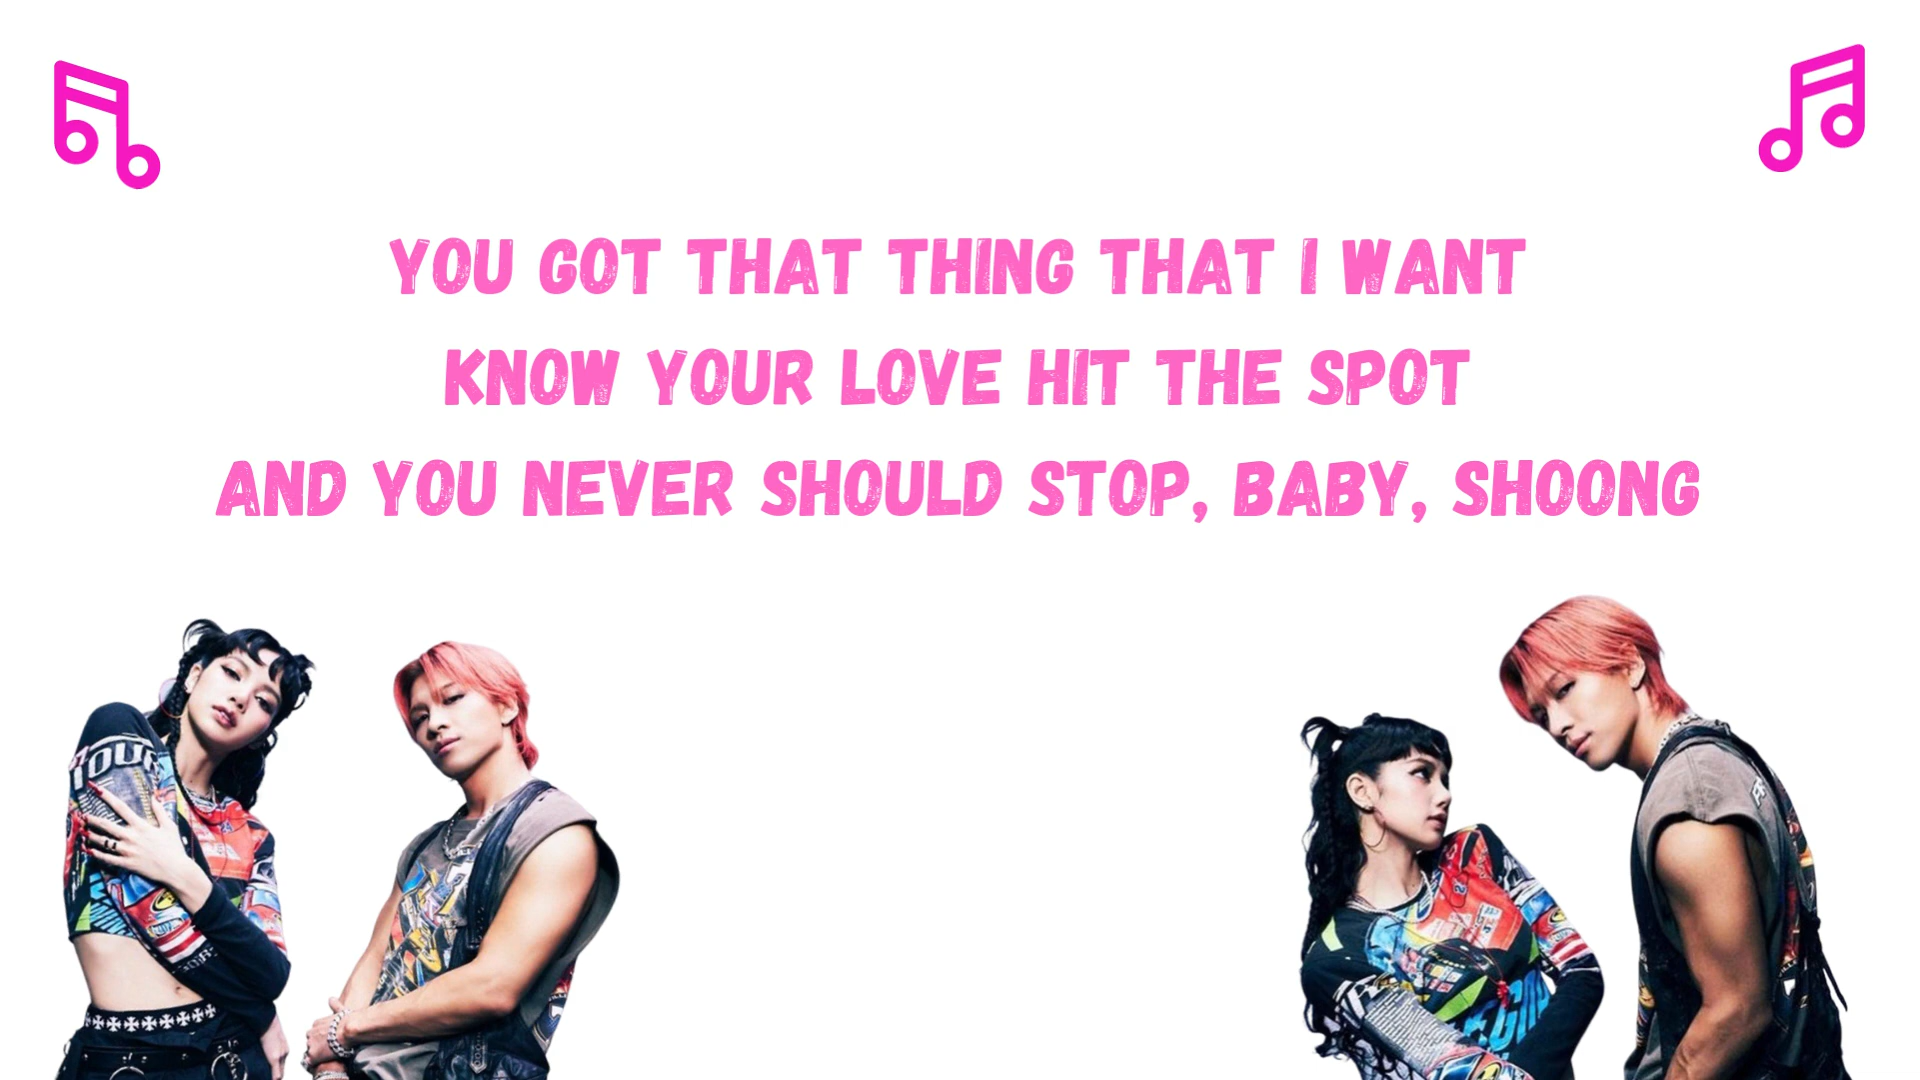 YOU GOT THAT THING THAT I WANT
KNOW YOUR LOVE HIT THE SPOT
AND YOU NEVER SHOULD STOP, BABY, SHOONG